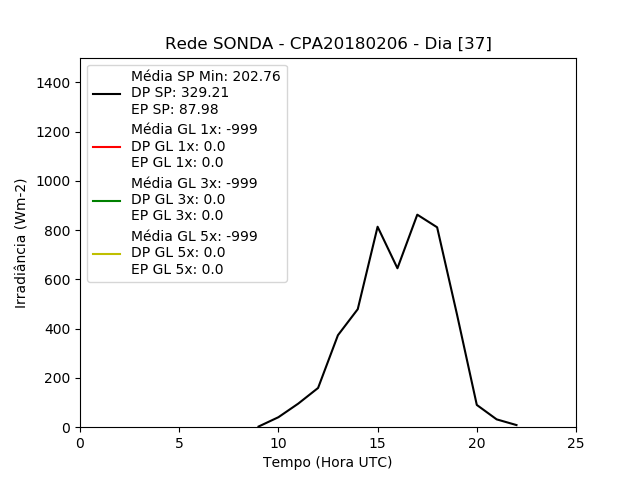 Rede SONDA - CPA20180206 - Dia [37]
Média SP Min: 202.76
DP SP: 329.21
EP SP: 87.98
Média GL 1x: -999
DP GL 1x: 0.0
EP GL 1x: 0.0
Média GL 3x: -999
DP GL 3x: 0.0
EP GL 3x: 0.0
Média GL 5x: -999
DP GL 5x: 0.0
EP GL 5x: 0.0
Irradiância (Wm-2)
1400
1200
1000
800
600
400
200
0
0 5 10 15 20 25
Tempo (Hora UTC)